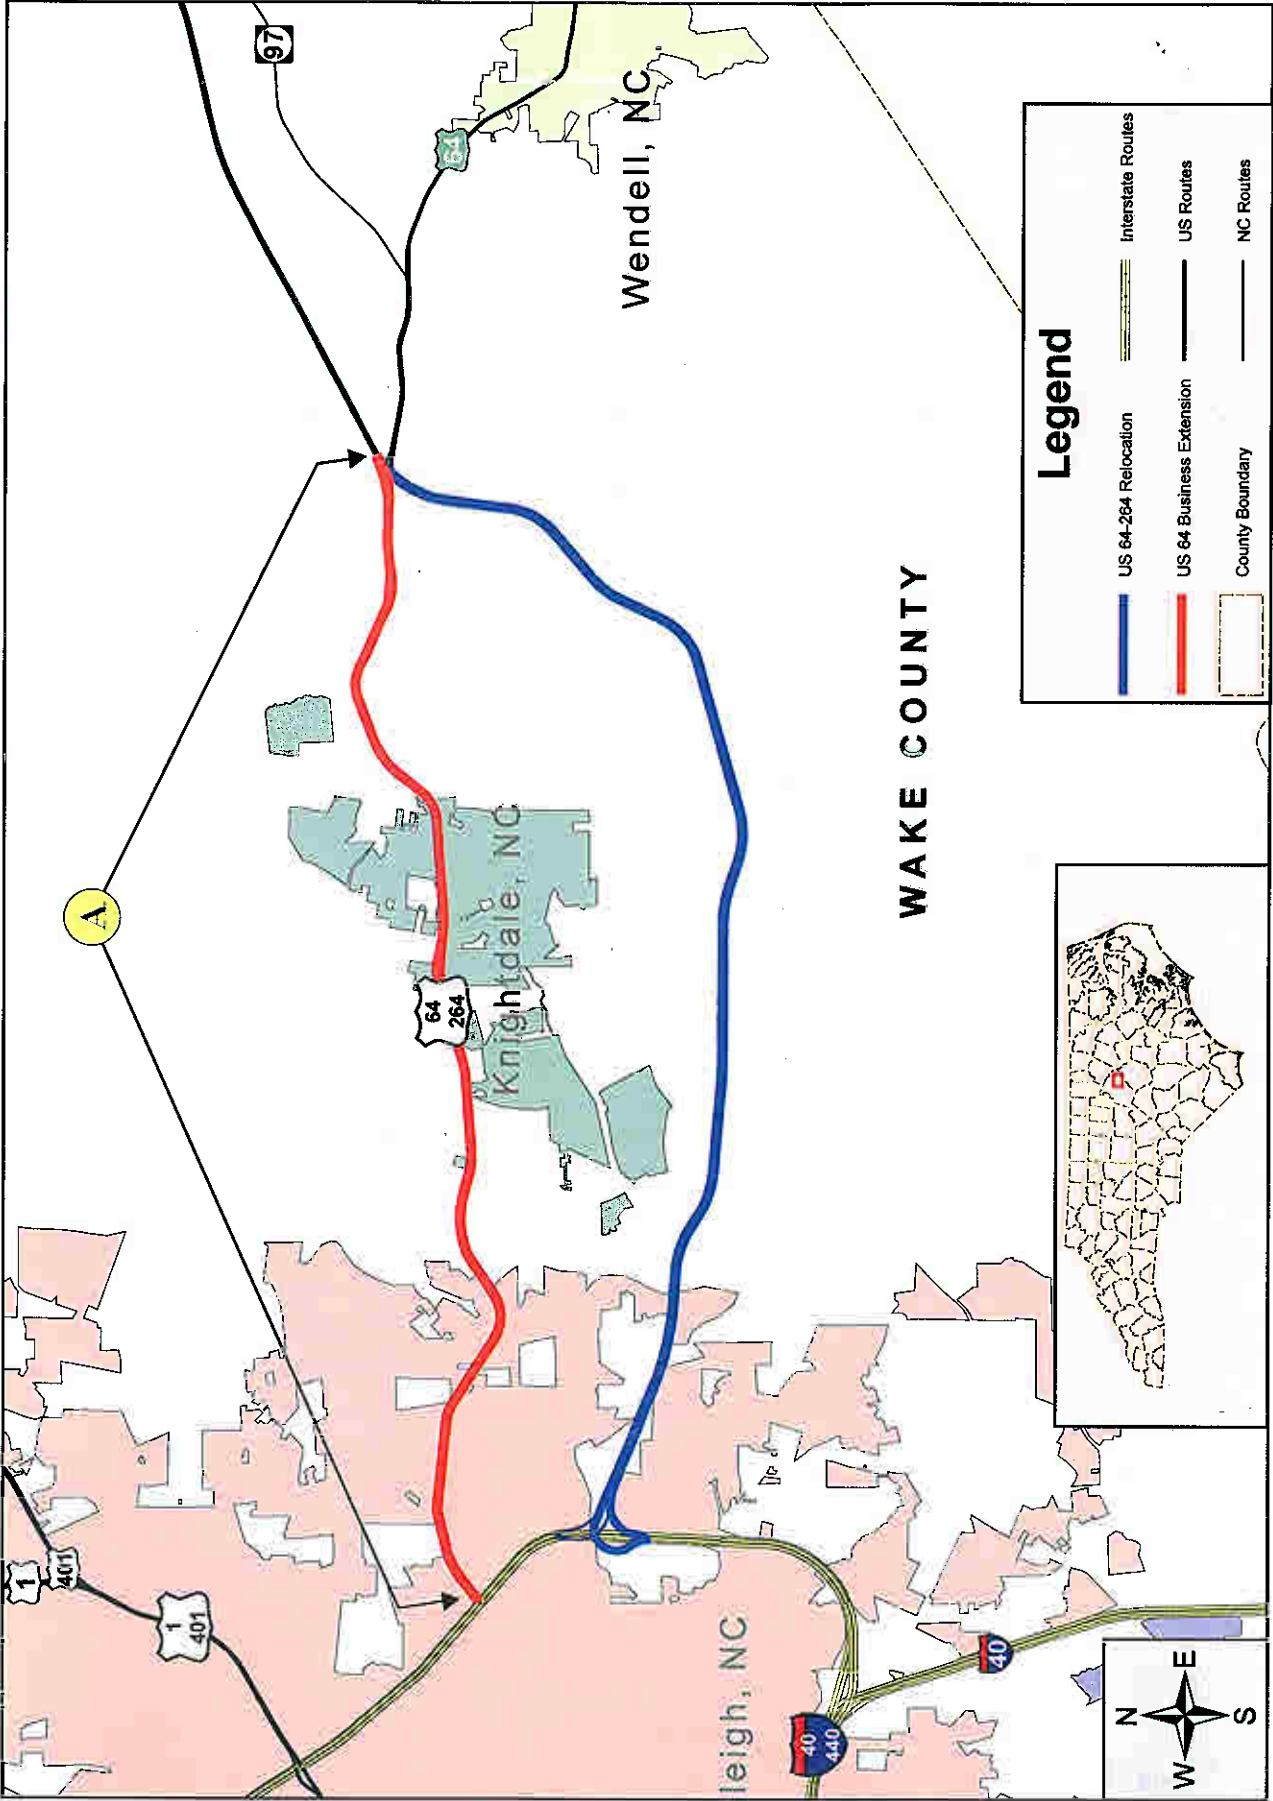 97
64
Wendell, NC
A
64
264
Knightdale, NC
WAKE COUNTY
1
401
1
401
leigh, NC
40
440
40
Legend
US 64-264 Relocation
Interstate Routes
US 64 Business Extension
US Routes
County Boundary
NC Routes
N
W
E
S